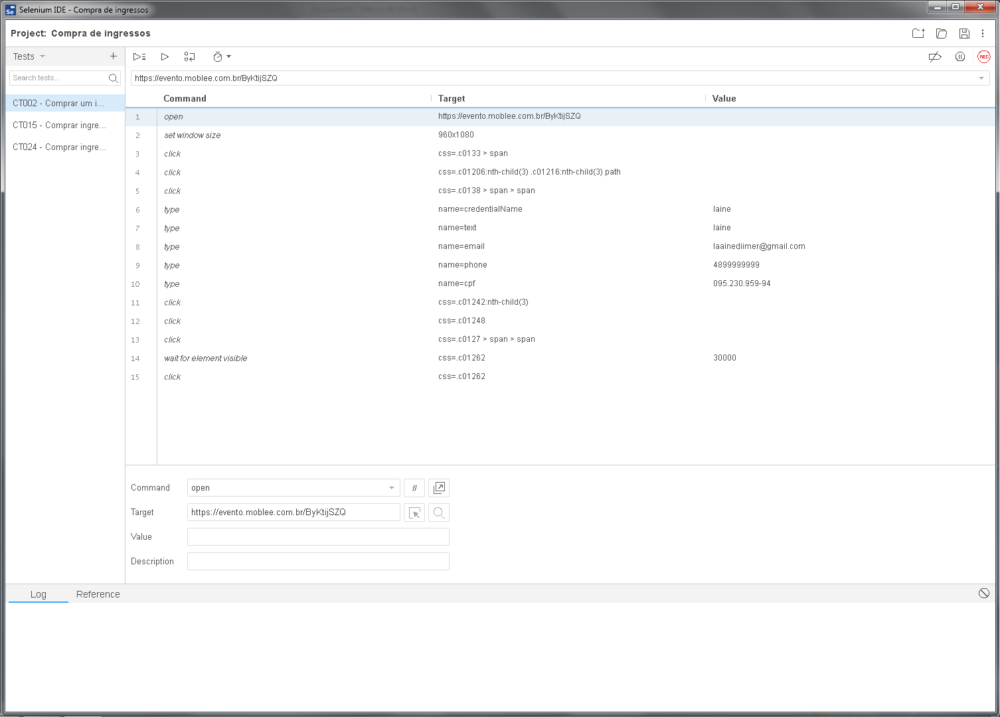 Selenium IDE - Compra de ingressos
Project: Compra de ingressos
Tests
REC
Search tests...
https://evento.moblee.com.br/ByKtijSZQ
CT002 - Comprar um i...
CT015 - Comprar ingre...
CT024 - Comprar ingre...
Command Target Value
1 open https://evento.moblee.com.br/ByKtijSZQ
2 set window size 960x1080
3 click css=.c0133 > span
4 click css=.c01206:nth-child(3) .c01216:nth-child(3) path
5 click css=.c0138 > span > span
6 type name=credentialName laine
7 type name=text laine
8 type name=email laainediimer@gmail.com
9 type name=phone 4899999999
10 type name=cpf 095.230.959-94
11 click css=.c01242:nth-child(3)
12 click css=.c01248
13 click css=.c0127 > span > span
14 wait for element visible css=.c01262 30000
15 click css=.c01262
Command open //
Target https://evento.moblee.com.br/ByKtijSZQ
Value
Description
Log Reference